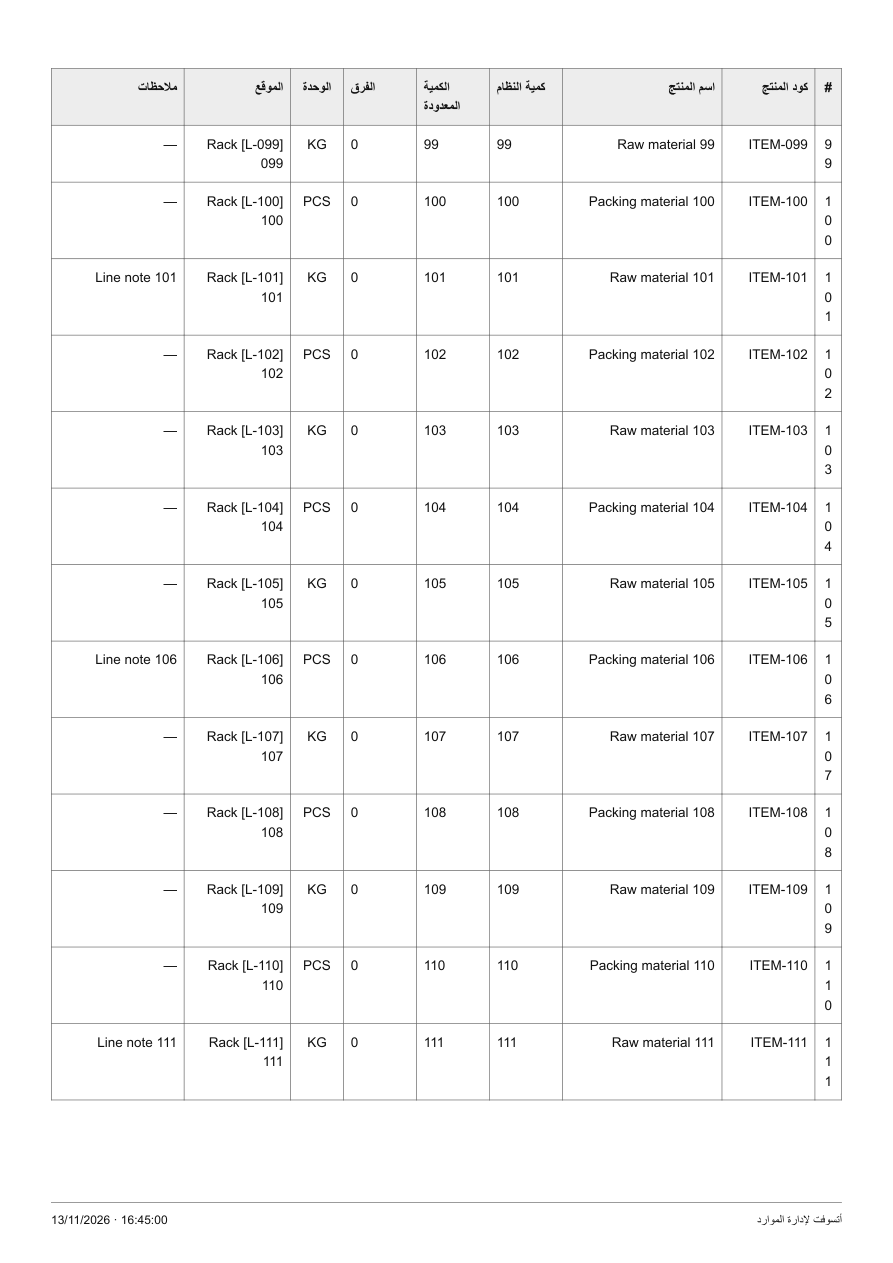 # كود المنتج اسم المنتج كمية النظام الكمية المعدودة الفرق الوحدة الموقع ملاحظات
99 ITEM-099 Raw material 99 99 99 0 KG Rack [L-099] 099 —
100 ITEM-100 Packing material 100 100 100 0 PCS Rack [L-100] 100 —
101 ITEM-101 Raw material 101 101 101 0 KG Rack [L-101] 101 Line note 101
102 ITEM-102 Packing material 102 102 102 0 PCS Rack [L-102] 102 —
103 ITEM-103 Raw material 103 103 103 0 KG Rack [L-103] 103 —
104 ITEM-104 Packing material 104 104 104 0 PCS Rack [L-104] 104 —
105 ITEM-105 Raw material 105 105 105 0 KG Rack [L-105] 105 —
106 ITEM-106 Packing material 106 106 106 0 PCS Rack [L-106] 106 Line note 106
107 ITEM-107 Raw material 107 107 107 0 KG Rack [L-107] 107 —
108 ITEM-108 Packing material 108 108 108 0 PCS Rack [L-108] 108 —
109 ITEM-109 Raw material 109 109 109 0 KG Rack [L-109] 109 —
110 ITEM-110 Packing material 110 110 110 0 PCS Rack [L-110] 110 —
111 ITEM-111 Raw material 111 111 111 0 KG Rack [L-111] 111 Line note 111
أتسوفت لإدارة الموارد
13/11/2026 · 16:45:00